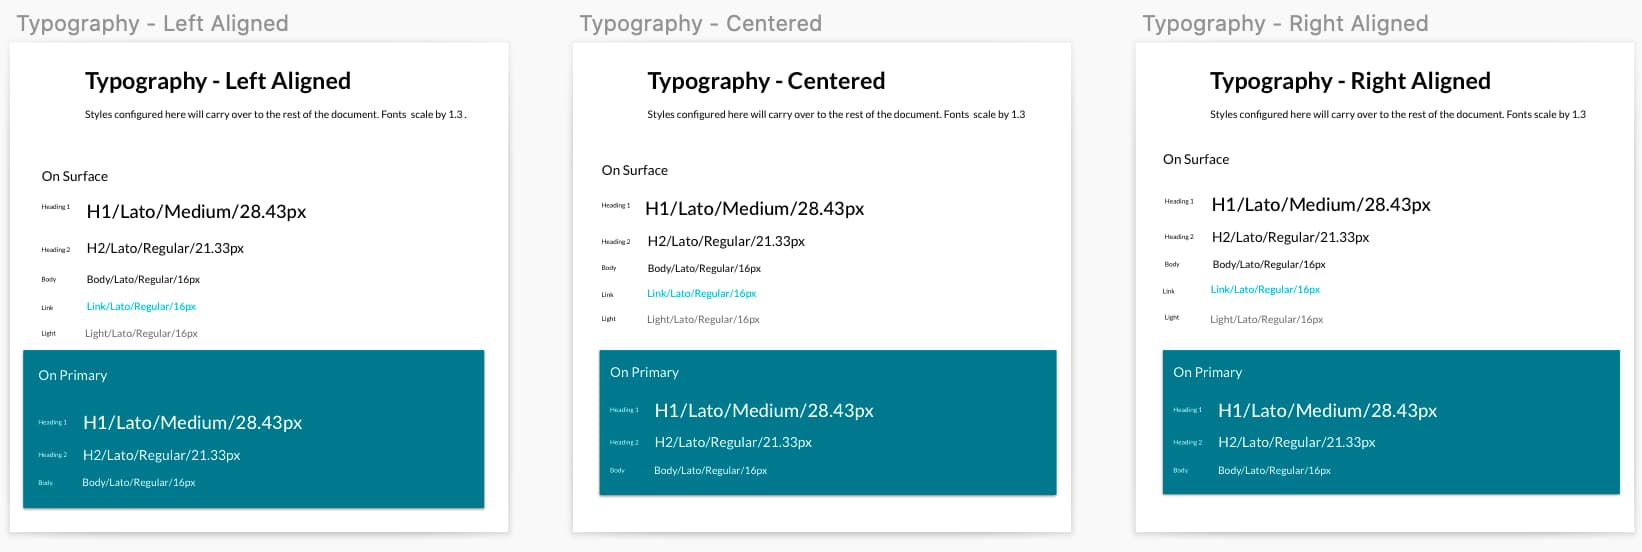 Typography - Left Aligned
Typography - Left Aligned
Styles configured here will carry over to the rest of the document. Fonts  scale by 1.3 .
On Surface
Heading 1 H1/Lato/Medium/28.43px
Heading 2 H2/Lato/Regular/21.33px
Body Body/Lato/Regular/16px
Link Link/Lato/Regular/16px
Light Light/Lato/Regular/16px
On Primary
Heading 1 H1/Lato/Medium/28.43px
Heading 2 H2/Lato/Regular/21.33px
Body Body/Lato/Regular/16px
Typography - Centered
Typography - Centered
Styles configured here will carry over to the rest of the document. Fonts  scale by 1.3
On Surface
Heading 1 H1/Lato/Medium/28.43px
Heading 2 H2/Lato/Regular/21.33px
Body Body/Lato/Regular/16px
Link Link/Lato/Regular/16px
Light Light/Lato/Regular/16px
On Primary
Heading 1 H1/Lato/Medium/28.43px
Heading 2 H2/Lato/Regular/21.33px
Body Body/Lato/Regular/16px
Typography - Right Aligned
Typography - Right Aligned
Styles configured here will carry over to the rest of the document. Fonts scale by 1.3
On Surface
Heading 1 H1/Lato/Medium/28.43px
Heading 2 H2/Lato/Regular/21.33px
Body Body/Lato/Regular/16px
Link Link/Lato/Regular/16px
Light Light/Lato/Regular/16px
On Primary
Heading 1 H1/Lato/Medium/28.43px
Heading 2 H2/Lato/Regular/21.33px
Body Body/Lato/Regular/16px